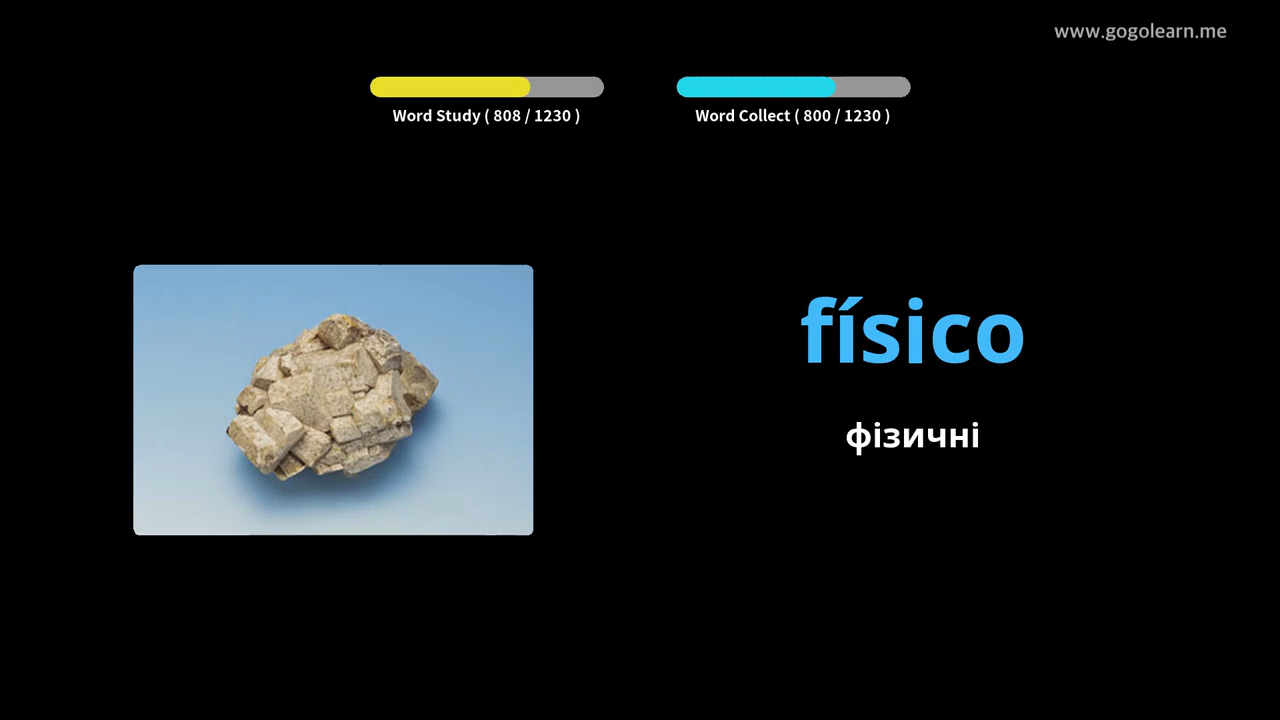 www.gogolearn.me
Word Study ( 808 / 1230 )
Word Collect ( 800 / 1230 )
físico
фізичні